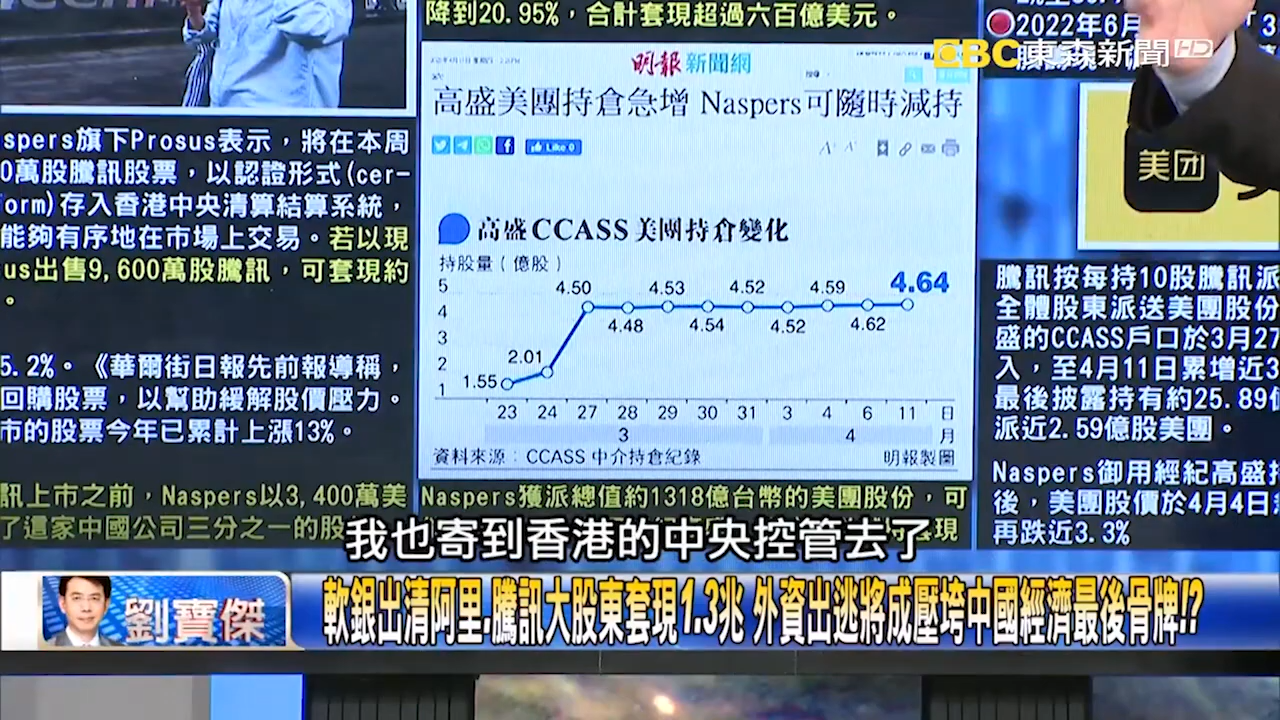 降到20.95%，合計套現超過六百億美元。
2022年6月
EBC東森新聞HD
明報新聞網
高盛美團持倉急增 Naspers可隨時減持
Like 0
spers旗下Prosus表示，將在本周
0萬股騰訊股票，以認證形式(cer-
form)存入香港中央清算結算系統，
能夠有序地在市場上交易。若以現
us出售9,600萬股騰訊，可套現約
。
5.2%。《華爾街日報先前報導稱，
回購股票，以幫助緩解股價壓力。
市的股票今年已累計上漲13%。
訊上市之前，Naspers以3,400萬美
了這家中國公司三分之一的股
高盛CCASS美團持倉變化
持股量（億股）
5
4
3
2
1
1.55
2.01
4.50
4.48
4.53
4.54
4.52
4.52
4.59
4.62
4.64
23 24 27 28 29 30 31 3 4 6 11 日
3 4 月
資料來源：CCASS中介持倉紀錄
明報製圖
Naspers獲派總值約1318億台幣的美團股份，可
美团
騰訊按每持10股騰訊派
全體股東派送美團股份
盛的CCASS戶口於3月27
入，至4月11日累增近3
最後披露持有約25.89億
派近2.59億股美團。
Naspers御用經紀高盛
後，美團股價於4月4日
再跌近3.3%
我也寄到香港的中央控管去了
劉寶傑
軟銀出清阿里.騰訊大股東套現1.3兆 外資出逃將成壓垮中國經濟最後骨牌!?